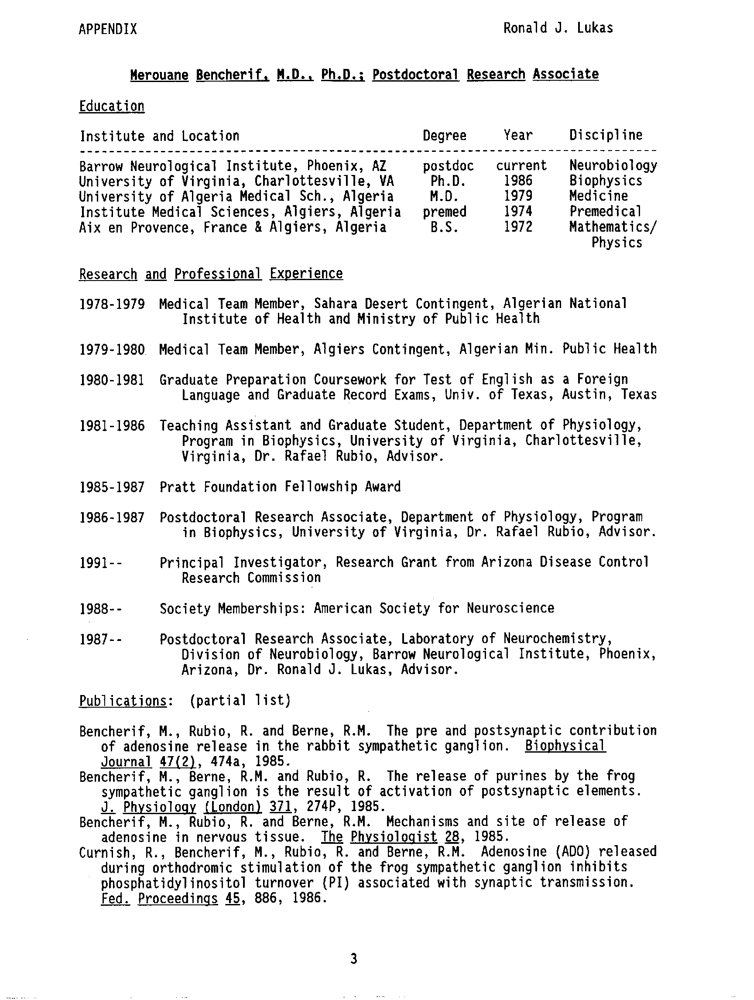 APPENDIX Ronald J. Lukas
Merouane Bencherif, M.D., Ph.D.; Postdoctoral Research Associate
Education
Institute and Location Degree Year Discipline
Barrow Neurological Institute, Phoenix, AZ postdoc current Neurobiology
University of Virginia, Charlottesville, VA Ph.D. 1986 Biophysics
University of Algeria Medical Sch., Algeria M.D. 1979 Medicine
Institute Medical Sciences, Algiers, Algeria premed 1974 Premedical
Aix en Provence, France & Algiers, Algeria B.S. 1972 Mathematics/
Physics
Research and Professional Experience
1978-1979 Medical Team Member, Sahara Desert Contingent, Algerian National
Institute of Health and Ministry of Public Health
1979-1980 Medical Team Member, Algiers Contingent, Algerian Min. Public Health
1980-1981 Graduate Preparation Coursework for Test of English as a Foreign
Language and Graduate Record Exams, Univ. of Texas, Austin, Texas
1981-1986 Teaching Assistant and Graduate Student, Department of Physiology,
Program in Biophysics, University of Virginia, Charlottesville,
Virginia, Dr. Rafael Rubio, Advisor.
1985-1987 Pratt Foundation Fellowship Award
1986-1987 Postdoctoral Research Associate, Department of Physiology, Program
in Biophysics, University of Virginia, Dr. Rafael Rubio, Advisor.
1991-- Principal Investigator, Research Grant from Arizona Disease Control
Research Commission
1988-- Society Memberships: American Society for Neuroscience
1987-- Postdoctoral Research Associate, Laboratory of Neurochemistry,
Division of Neurobiology, Barrow Neurological Institute, Phoenix,
Arizona, Dr. Ronald J. Lukas, Advisor.
Publications: (partial list)
Bencherif, M., Rubio, R. and Berne, R.M. The pre and postsynaptic contribution
of adenosine release in the rabbit sympathetic ganglion. Biophysical
Journal 47(2), 474a, 1985.
Bencherif, M., Berne, R.M. and Rubio, R. The release of purines by the frog
sympathetic ganglion is the result of activation of postsynaptic elements.
J. Physiology (London) 371, 274P, 1985.
Bencherif, M., Rubio, R. and Berne, R.M. Mechanisms and site of release of
adenosine in nervous tissue. The Physiologist 28, 1985.
Curnish, R., Bencherif, M., Rubio, R. and Berne, R.M. Adenosine (ADO) released
during orthodromic stimulation of the frog sympathetic ganglion inhibits
phosphatidylinositol turnover (PI) associated with synaptic transmission.
Fed. Proceedings 45, 886, 1986.
3